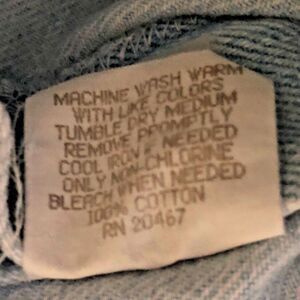 MACHINE WASH WARM
WITH LIKE COLORS
TUMBLE DRY MEDIUM
REMOVE PROMPTLY
COOL IRON IF NEEDED
ONLY NON-CHLORINE
BLEACH WHEN NEEDED
100% COTTON
RN 20467